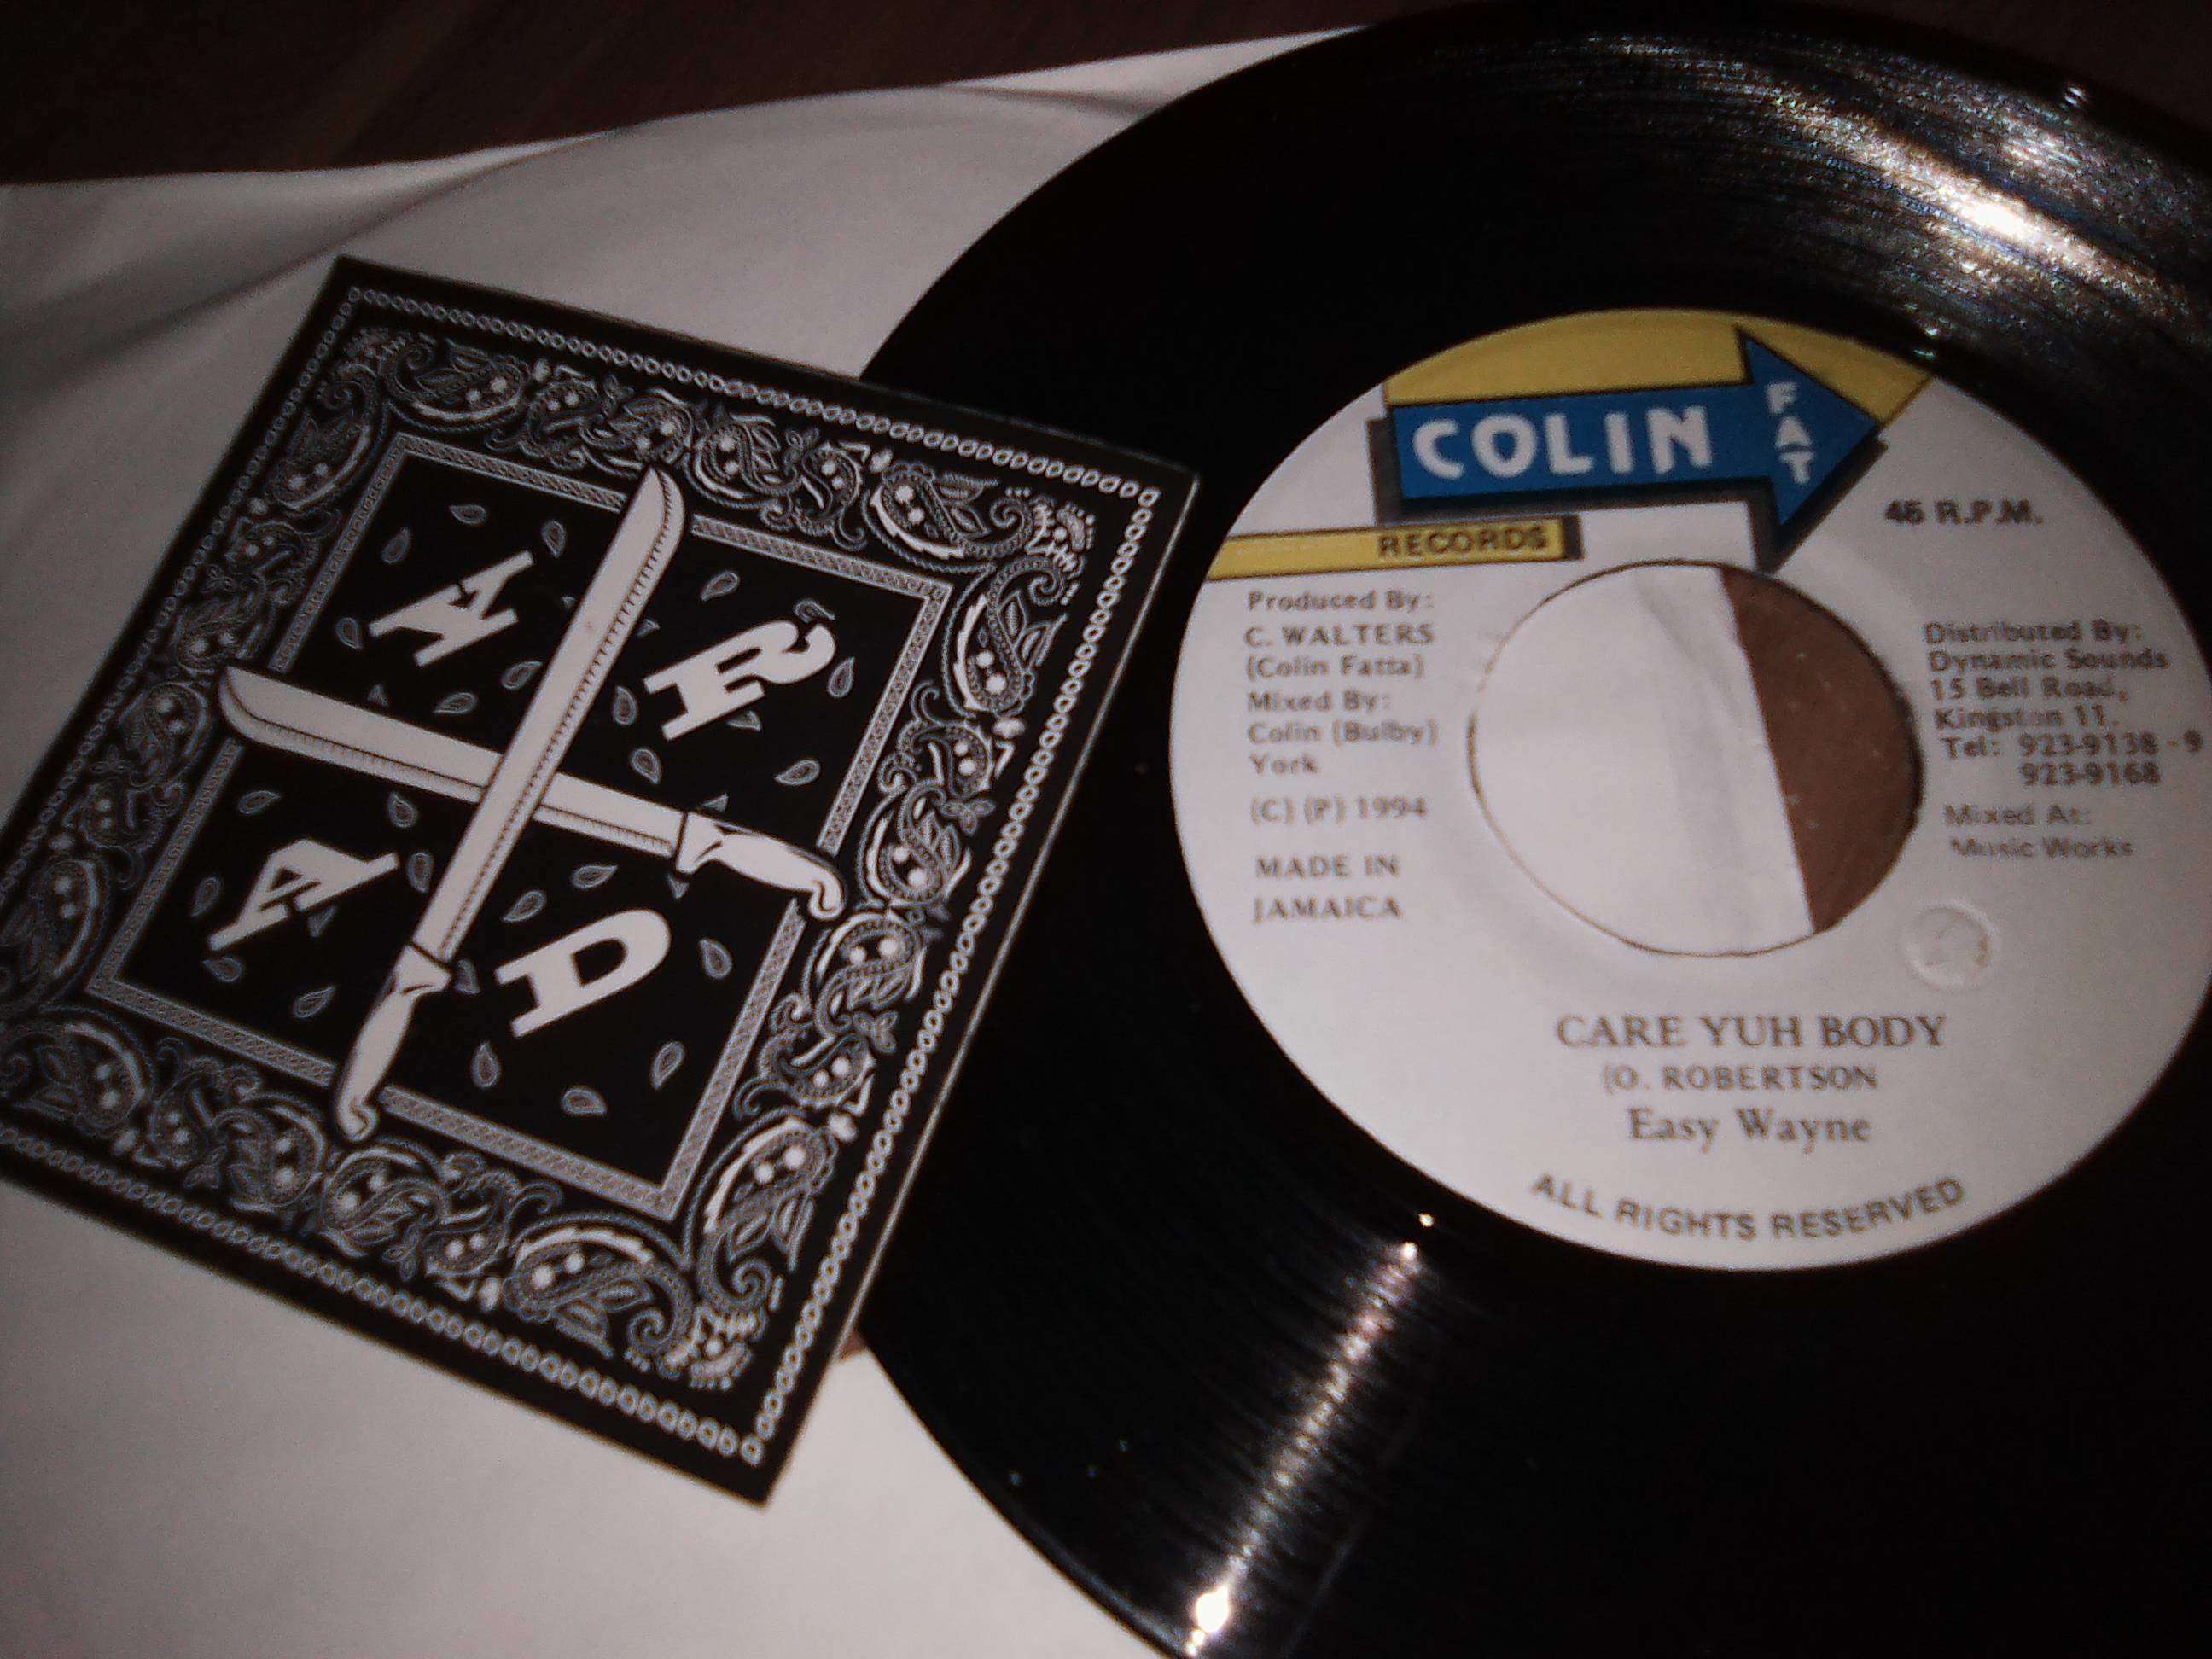 A R
A D
COLIN
FAT
RECORDS
45 R.P.M.
Produced By:
C. WALTERS
(Colin Fatta)
Mixed By:
Colin (Bulby)
York
(C) (P) 1994
MADE IN
JAMAICA
Distributed By:
Dynamic Sounds
15 Bell Road,
Kingston 11.
Tel: 923-9138-9
923-9168
Mixed At:
Music Works
CARE YUH BODY
(O. ROBERTSON
Easy Wayne
ALL RIGHTS RESERVED